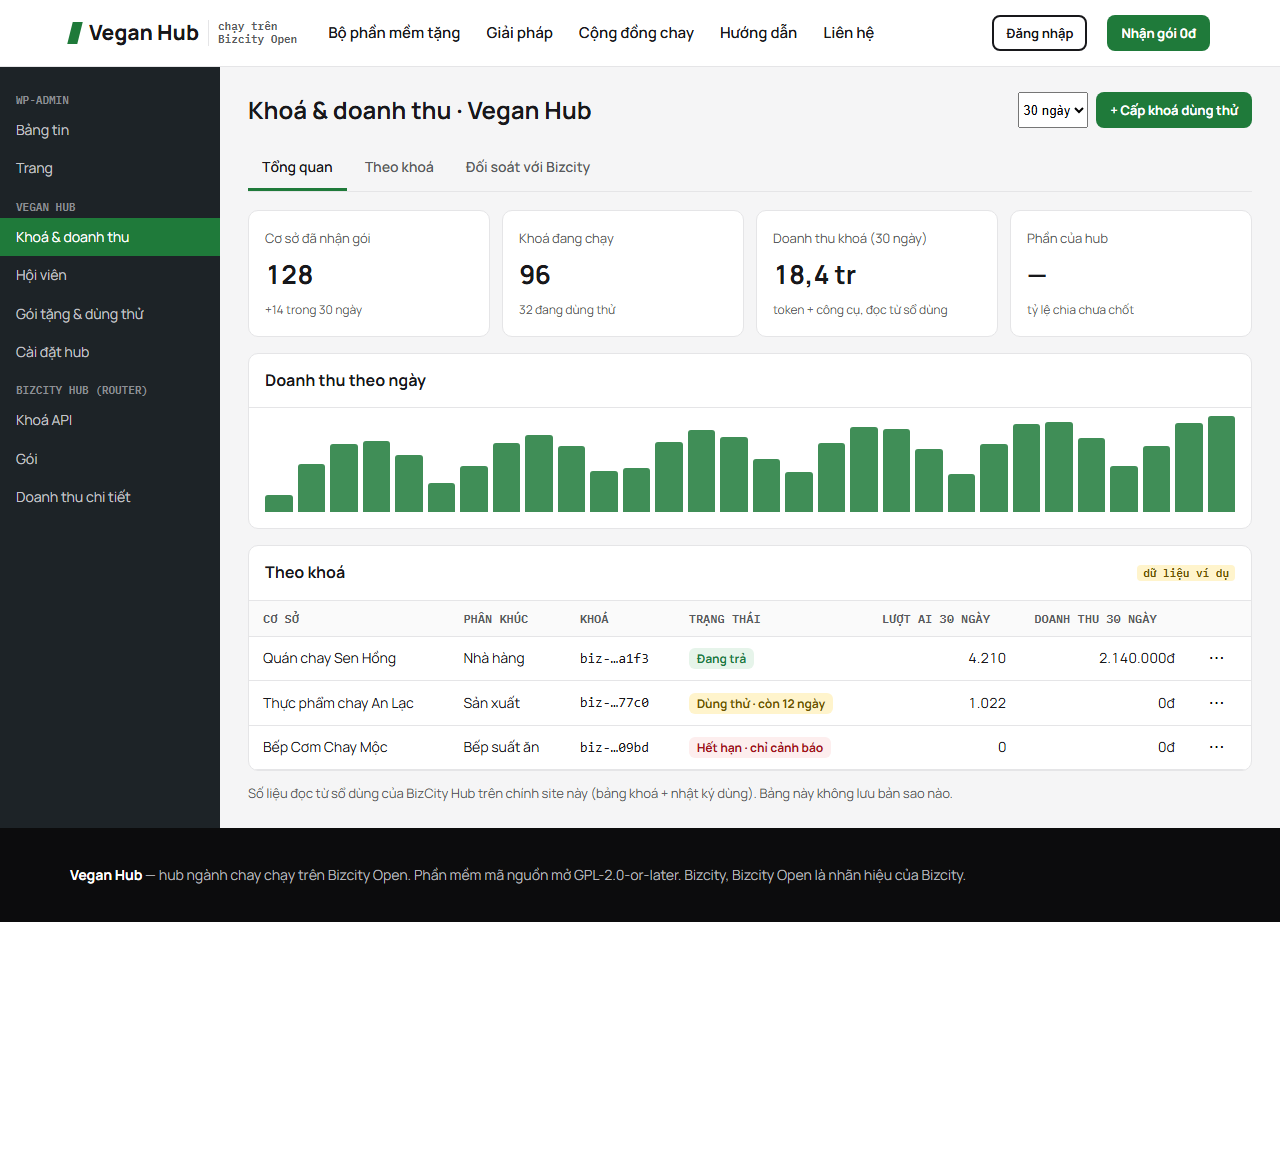 Vegan Hub
chạy trên
Bizcity Open
Bộ phần mềm tặng
Giải pháp
Cộng đồng chay
Hướng dẫn
Liên hệ
Đăng nhập
Nhận gói 0đ
WP-ADMIN
Bảng tin
Trang
VEGAN HUB
Khoá & doanh thu
Hội viên
Gói tặng & dùng thử
Cài đặt hub
BIZCITY HUB (ROUTER)
Khoá API
Gói
Doanh thu chi tiết
Khoá & doanh thu · Vegan Hub
30 ngày
+ Cấp khoá dùng thử
Tổng quan
Theo khoá
Đối soát với Bizcity
Cơ sở đã nhận gói
128
+14 trong 30 ngày
Khoá đang chạy
96
32 đang dùng thử
Doanh thu khoá (30 ngày)
18,4 tr
token + công cụ, đọc từ sổ dùng
Phần của hub
—
tỷ lệ chia chưa chốt
Doanh thu theo ngày
Theo khoá
dữ liệu ví dụ
CƠ SỞ PHÂN KHÚC KHOÁ TRẠNG THÁI LƯỢT AI 30 NGÀY DOANH THU 30 NGÀY
Quán chay Sen Hồng Nhà hàng biz-…a1f3 Đang trả 4.210 2.140.000đ ⋯
Thực phẩm chay An Lạc Sản xuất biz-…77c0 Dùng thử · còn 12 ngày 1.022 0đ ⋯
Bếp Cơm Chay Mộc Bếp suất ăn biz-…09bd Hết hạn · chỉ cảnh báo 0 0đ ⋯
Số liệu đọc từ sổ dùng của BizCity Hub trên chính site này (bảng khoá + nhật ký dùng). Bảng này không lưu bản sao nào.
Vegan Hub — hub ngành chay chạy trên Bizcity Open. Phần mềm mã nguồn mở GPL-2.0-or-later. Bizcity, Bizcity Open là nhãn hiệu của Bizcity.